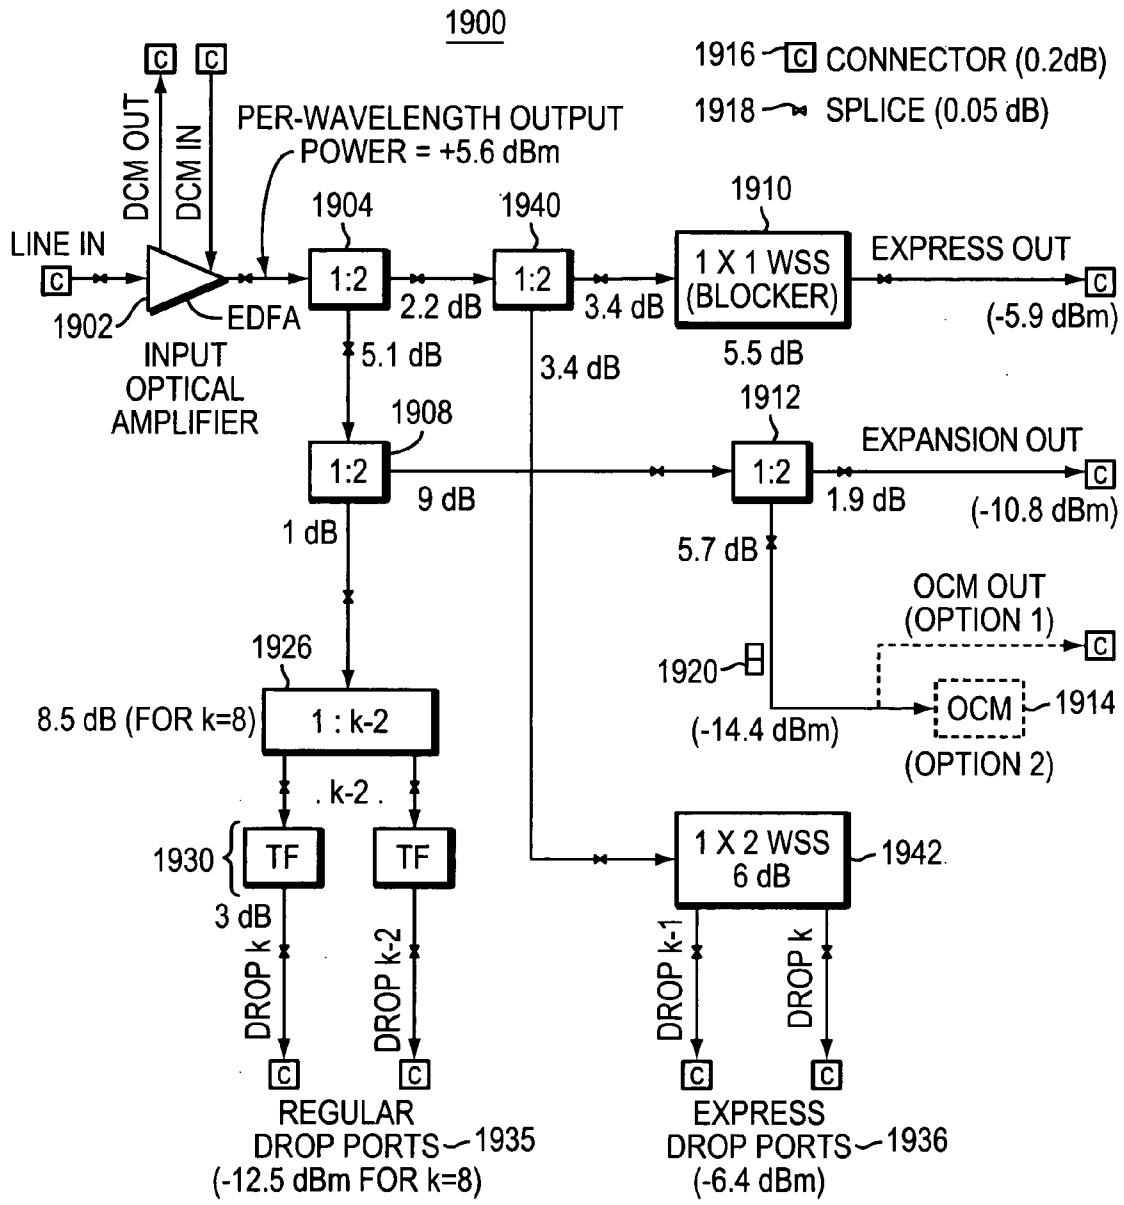 1900
1916 C CONNECTOR (0.2dB)
1918 SPLICE (0.05 dB)
C C
DCM OUT
DCM IN
PER-WAVELENGTH OUTPUT
POWER = +5.6 dBm
LINE IN
C
1902
EDFA
INPUT
OPTICAL
AMPLIFIER
1904
1:2
2.2 dB
5.1 dB
1940
1:2
3.4 dB
3.4 dB
1910
1 X 1 WSS
(BLOCKER)
5.5 dB
EXPRESS OUT
C
(-5.9 dBm)
1908
1:2
9 dB
1 dB
1912
1:2
1.9 dB
5.7 dB
EXPANSION OUT
C
(-10.8 dBm)
OCM OUT
(OPTION 1)
C
1920
(-14.4 dBm)
OCM
1914
(OPTION 2)
1926
8.5 dB (FOR k=8)
1 : k-2
. k-2 .
1930
TF TF
3 dB
DROP k
DROP k-2
C C
REGULAR
DROP PORTS 1935
(-12.5 dBm FOR k=8)
1 X 2 WSS
6 dB
1942
DROP k-1
DROP k
C C
EXPRESS
DROP PORTS 1936
(-6.4 dBm)